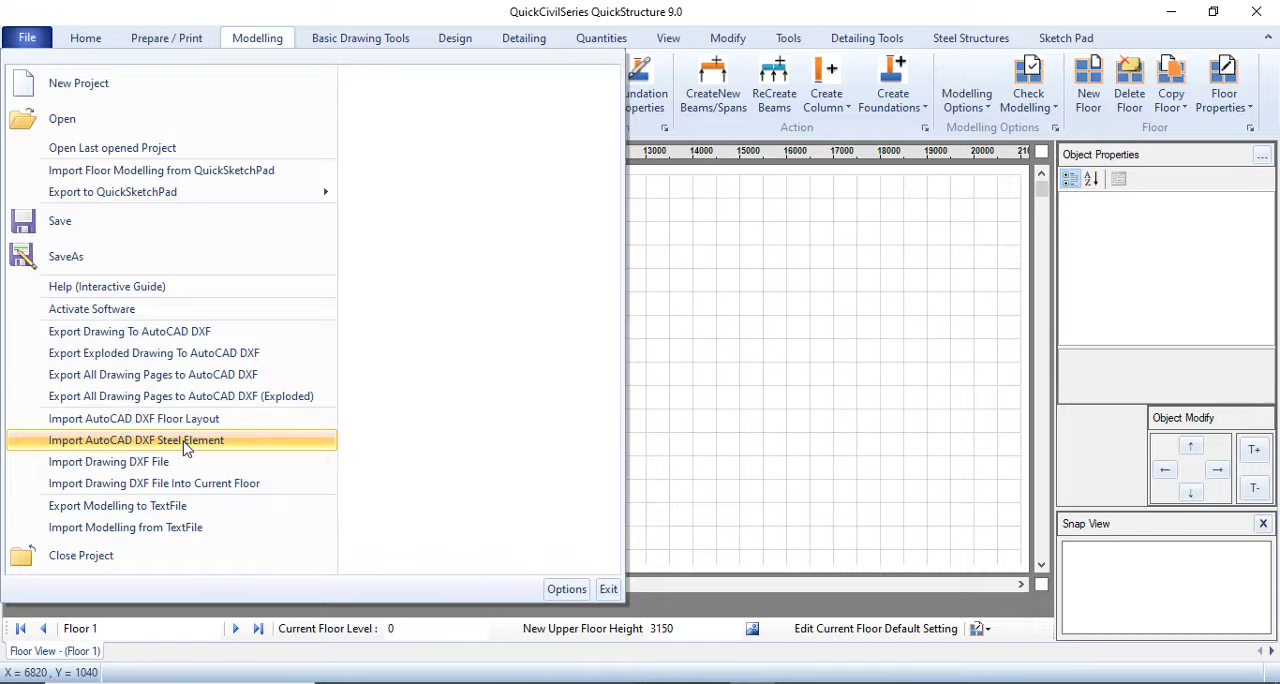 QuickCivilSeries QuickStructure 9.0
File Home Prepare / Print Modelling Basic Drawing Tools Design Detailing Quantities View Modify Tools Detailing Tools Steel Structures Sketch Pad
New Project
Open
Open Last opened Project
Import Floor Modelling from QuickSketchPad
Export to QuickSketchPad
Save
SaveAs
Help (Interactive Guide)
Activate Software
Export Drawing To AutoCAD DXF
Export Exploded Drawing To AutoCAD DXF
Export All Drawing Pages to AutoCAD DXF
Export All Drawing Pages to AutoCAD DXF (Exploded)
Import AutoCAD DXF Floor Layout
Import AutoCAD DXF Steel Element
Import Drawing DXF File
Import Drawing DXF File Into Current Floor
Export Modelling to TextFile
Import Modelling from TextFile
Close Project
Options Exit
undation CreateNew ReCreate Create Create Modelling Check New Delete Copy Floor
operties Beams/Spans Beams Column Foundations Options Modelling Floor Floor Floor Properties
Action Modelling Options Floor
13000 14000 15000 16000 17000 18000 19000 20000 210
Object Properties ...
Object Modify
T+
T-
Snap View X
Floor 1 Current Floor Level : 0 New Upper Floor Height 3150 Edit Current Floor Default Setting
Floor View - (Floor 1)
X = 6820 , Y = 1040